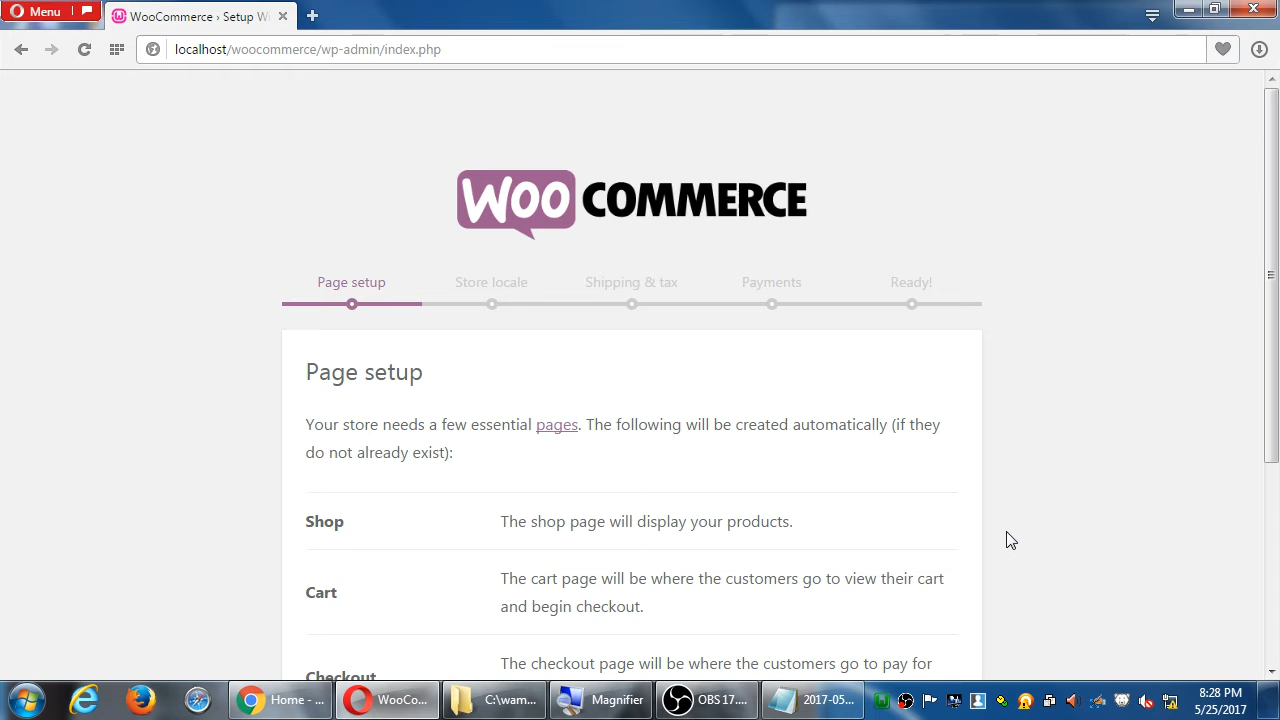 Menu
WooCommerce › Setup W
localhost/woocommerce/wp-admin/index.php
WOO COMMERCE
Page setup
Store locale
Shipping & tax
Payments
Ready!
Page setup
Your store needs a few essential pages. The following will be created automatically (if they
do not already exist):
Shop
The shop page will display your products.
Cart
The cart page will be where the customers go to view their cart
and begin checkout.
Checkout
The checkout page will be where the customers go to pay for
Home - ...
WooCo...
C:\wam...
Magnifier
OBS 17....
2017-05...
8:28 PM
5/25/2017